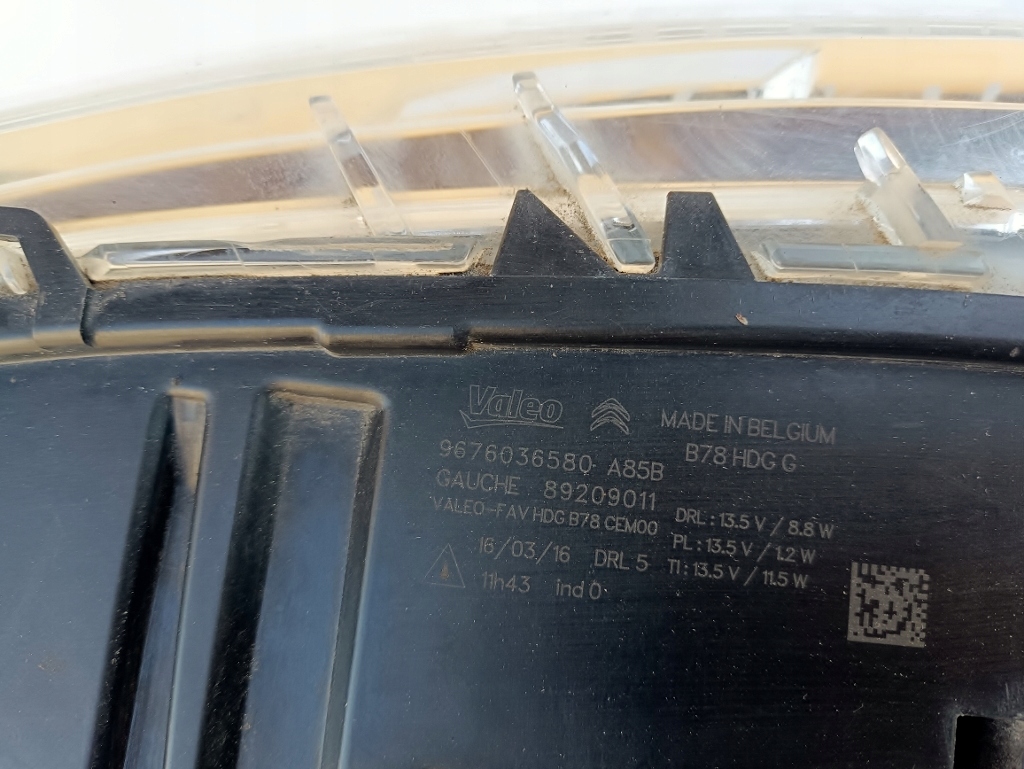 Valeo MADE IN BELGIUM
9676036580 A85B B78 HDG G
GAUCHE 89209011
VALEO-FAV HDG B78 CEM00 DRL : 13.5 V / 8.8 W
16/03/16 DRL 5 PL : 13.5 V / 1.2 W
11h43 ind 0 TI : 13.5 V / 11.5 W